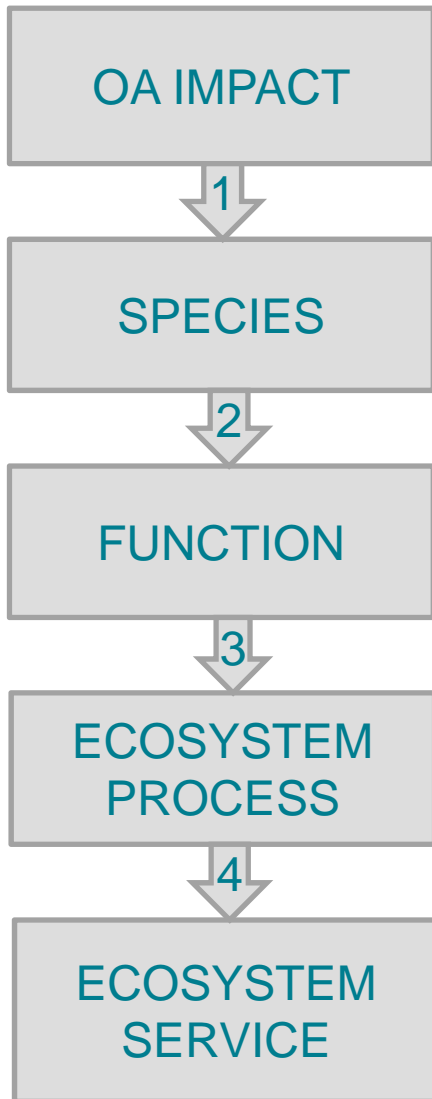 OA IMPACT
1
SPECIES
2
FUNCTION
3
ECOSYSTEM
PROCESS
4
ECOSYSTEM
SERVICE